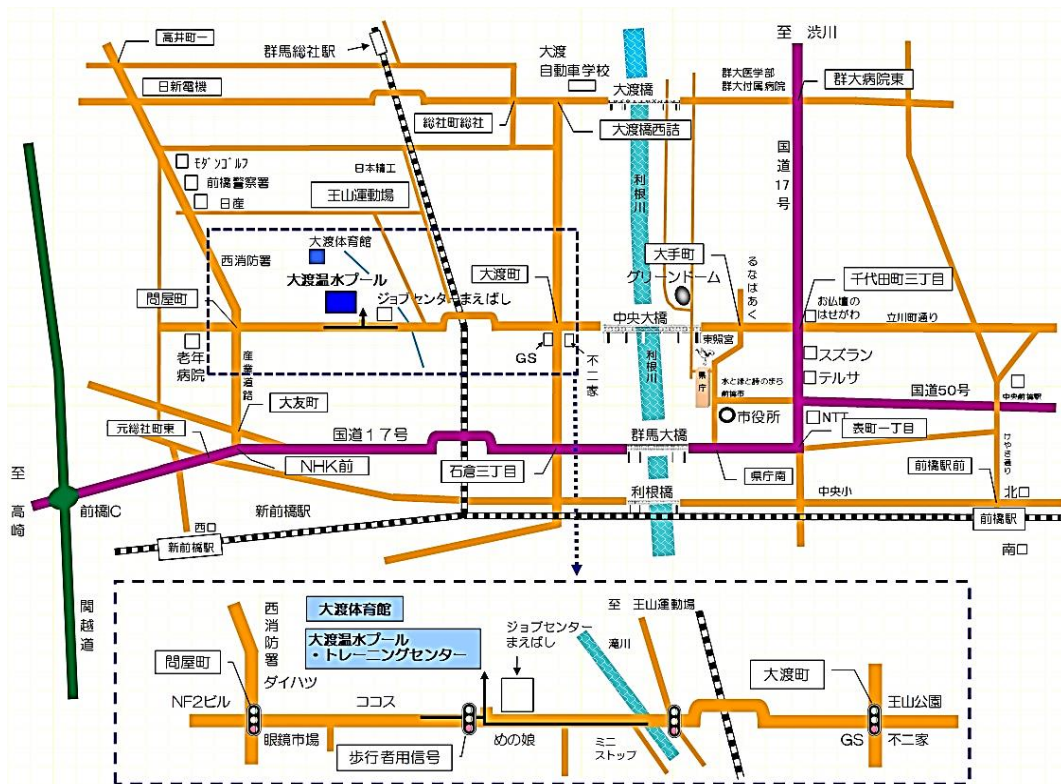 至 渋川
高井町一
群馬総社駅
大渡
自動車学校
大渡橋
群大医学部
群大付属病院
群大病院東
日新電機
総社町総社
大渡橋西詰
国道17号
モダンゴルフ
前橋警察署
日産
日本精工
王山運動場
利根川
大渡体育館
西消防署
大渡温水プール
ジョブセンターまえばし
大渡町
大手町
グリーンドーム
るなぱあく
千代田町三丁目
問屋町
お仏壇の
はせがわ
立川町通り
中央大橋
東照宮
老年
病院
産業道路
GS
不二家
利根川
県庁
スズラン
テルサ
水と緑と詩のまち
前橋市
国道50号
中央前橋駅
大友町
市役所
NTT
元総社町東
国道17号
群馬大橋
表町一丁目
NHK前
石倉三丁目
県庁南
けやき通り
前橋駅前
至 高崎
前橋IC
新前橋駅
利根橋
中央小
北口
西口
新前橋駅
前橋駅
南口
関越道
西消防署
大渡体育館
至 王山運動場
大渡温水プール
・トレーニングセンター
ジョブセンター
まえばし
滝川
問屋町
ダイハツ
大渡町
NF2ビル
ココス
王山公園
眼鏡市場
歩行者用信号
めの娘
ミニ
ストップ
GS
不二家